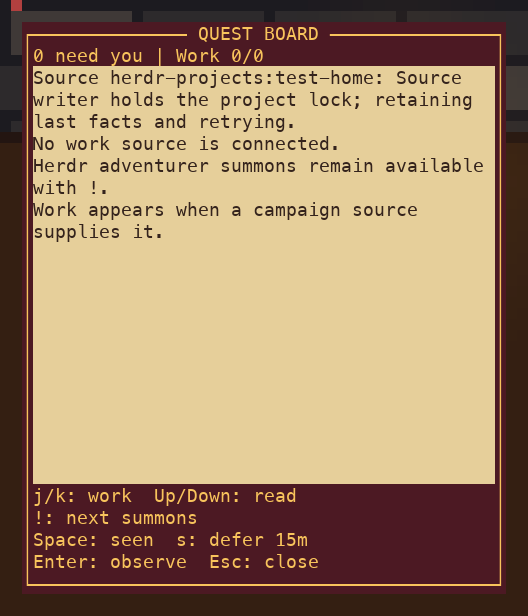 QUEST BOARD
0 need you | Work 0/0
Source herdr-projects:test-home: Source
writer holds the project lock; retaining
last facts and retrying.
No work source is connected.
Herdr adventurer summons remain available
with !.
Work appears when a campaign source
supplies it.
j/k: work  Up/Down: read
!: next summons
Space: seen  s: defer 15m
Enter: observe  Esc: close